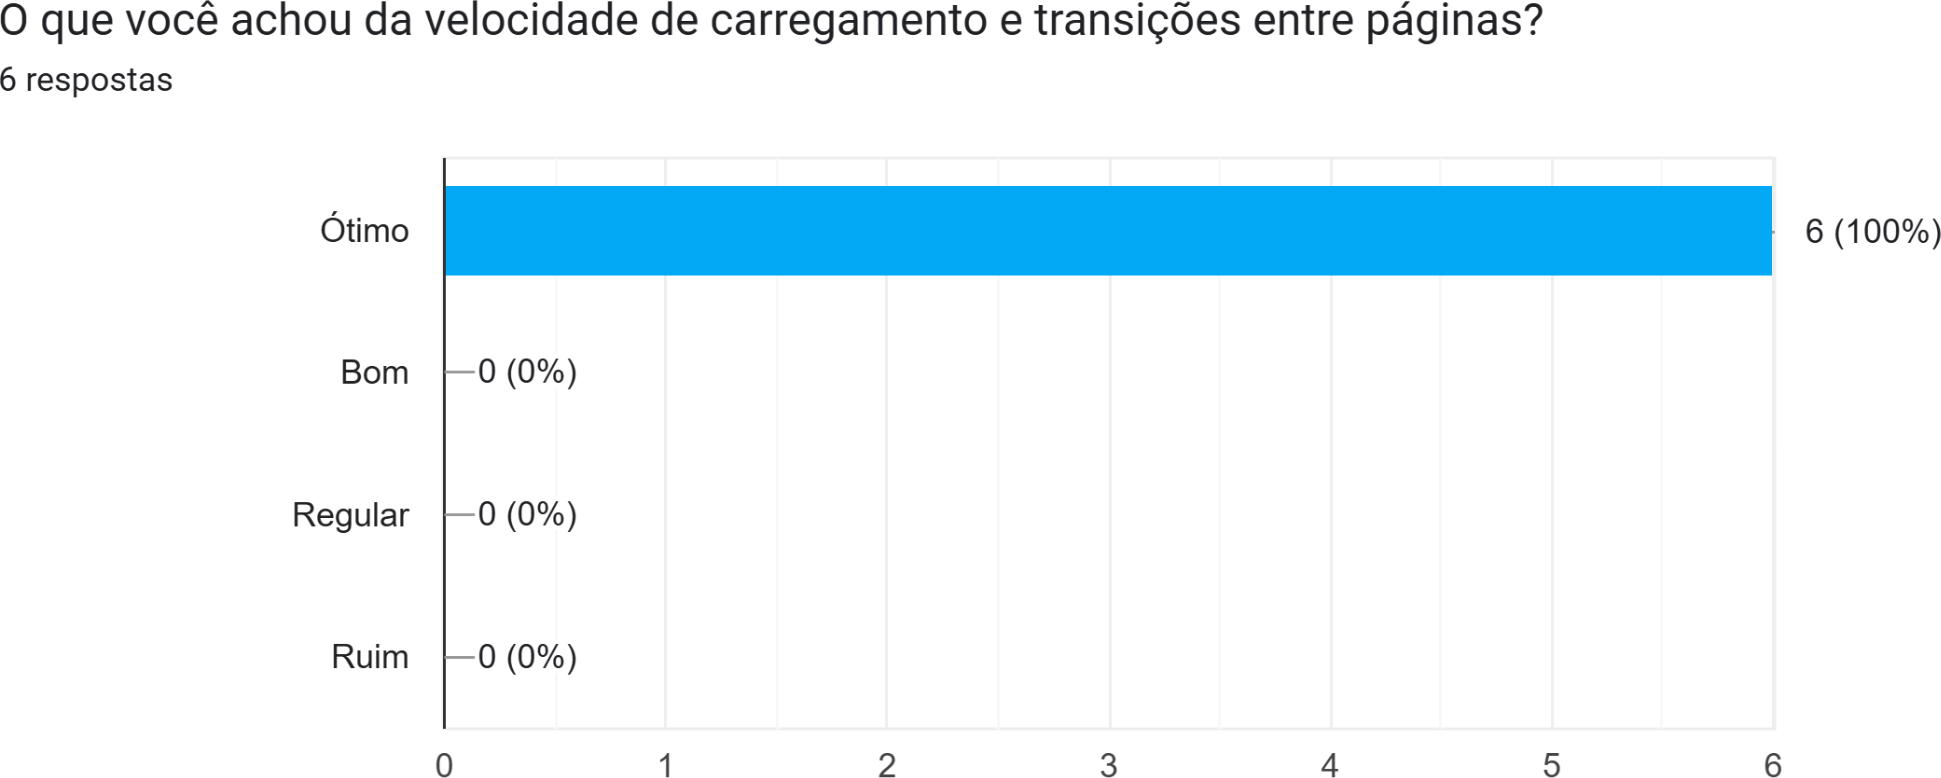 O que você achou da velocidade de carregamento e transições entre páginas?
6 respostas
Ótimo
6 (100%)
Bom
0 (0%)
Regular
0 (0%)
Ruim
0 (0%)
0 1 2 3 4 5 6